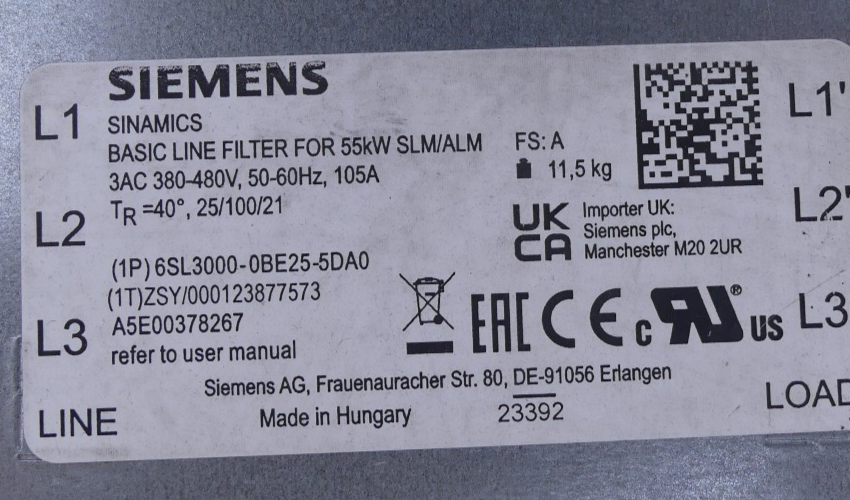 SIEMENS
SINAMICS
BASIC LINE FILTER FOR 55kW SLM/ALM
3AC 380-480V, 50-60Hz, 105A
TR =40°, 25/100/21
(1P) 6SL3000-0BE25-5DA0
(1T)ZSY/000123877573
A5E00378267
refer to user manual
FS: A
11,5 kg
UK
CA
Importer UK:
Siemens plc,
Manchester M20 2UR
EAC CE c RU® US
Siemens AG, Frauenauracher Str. 80, DE-91056 Erlangen
Made in Hungary
23392
L1
L2
L3
LINE
L1'
L2'
L3
LOAD